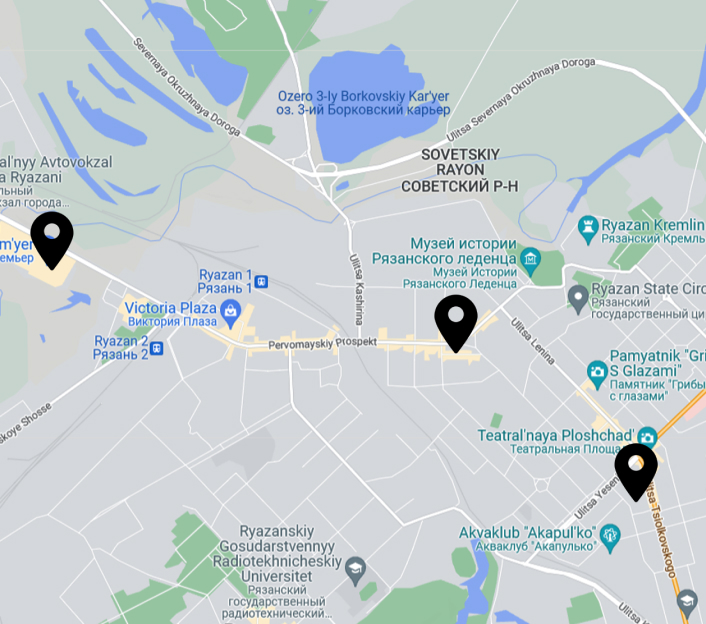 Severnaya Okruzhnaya Doroga
Ozero 3-Iy Borkovskiy Kar'yer
оз. 3-ий Борковский карьер
Ulitsa Severnaya Okruzhnaya Doroga
SOVETSKIY
RAYON
СОВЕТСКИЙ Р-Н
al'nyy Avtovokzal
a Ryazani
льный
кзал города...
m'yer
емьер
Ryazan Kremlin
Рязанский Кремль
Музей истории
Рязанского леденца
Музей Истории
Рязанского Леденца
Ulitsa Kashirina
Ryazan 1
Рязань 1
Ryazan State Circ
Рязанский
государственный ци
Victoria Plaza
Виктория Плаза
Ryazan 2
Рязань 2
Pervomayskiy Prospekt
Ulitsa Lenina
Pamyatnik "Gri
S Glazami"
Памятник "Грибы
с глазами"
skoye Shosse
Teatral'naya Ploshchad'
Театральная Площа
Ulitsa Yesen
Ulitsa Tsiolkovskogo
Akvaklub "Akapul'ko"
Акваклуб "Акапулько"
Ryazanskiy
Gosudarstvennyy
Radiotekhnicheskiy
Universitet
Рязанский
государственный
радиотехнический...
Ulitsa